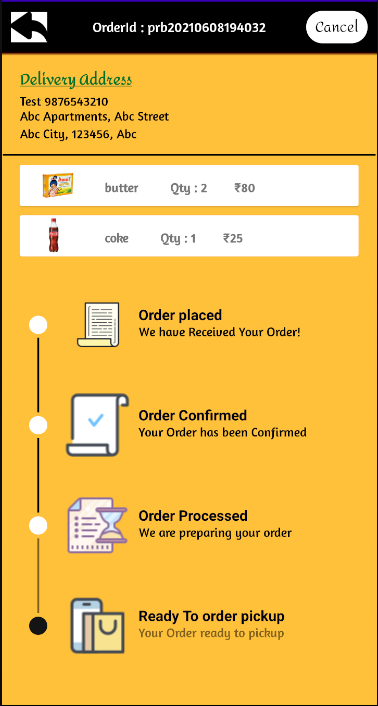 OrderId : prb20210608194032
Cancel
Delivery Address
Test 9876543210
Abc Apartments, Abc Street
Abc City, 123456, Abc
butter Qty : 2 ₹80
coke Qty : 1 ₹25
Order placed
We have Received Your Order!
Order Confirmed
Your Order has been Confirmed
Order Processed
We are preparing your order
Ready To order pickup
Your Order ready to pickup